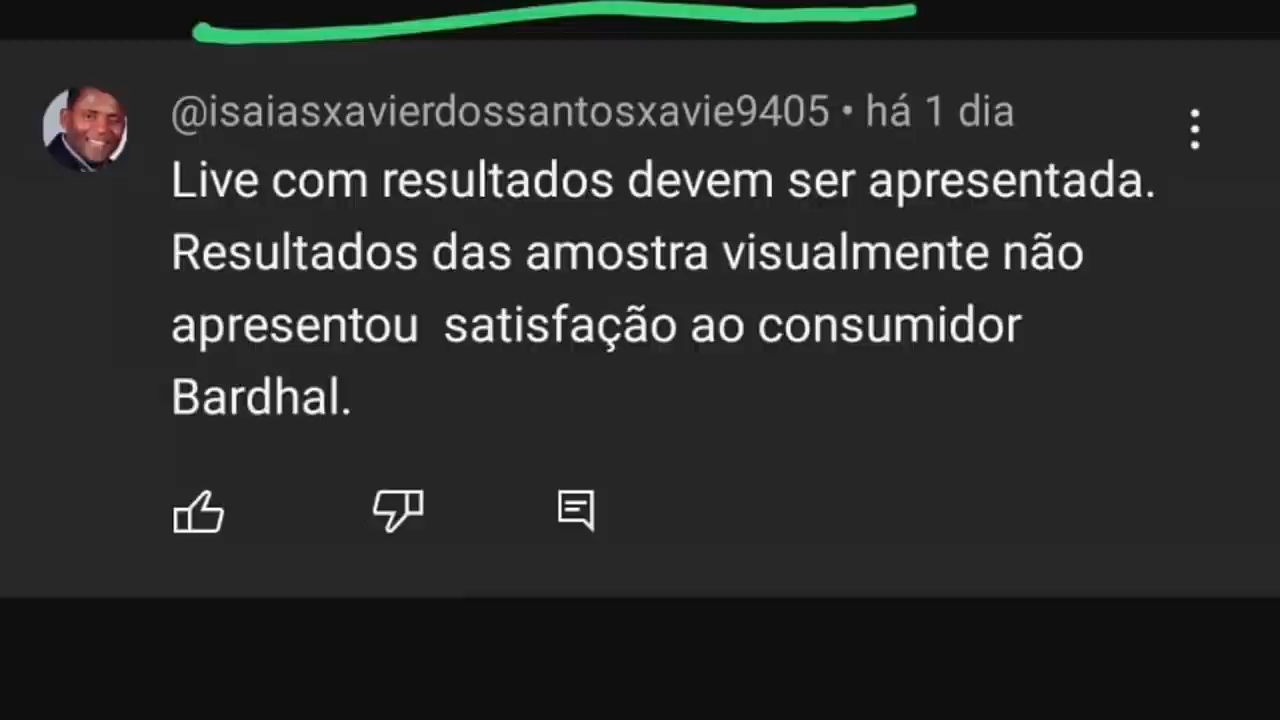 @isaiasxavierdossantosxavie9405 • há 1 dia
Live com resultados devem ser apresentada.
Resultados das amostra visualmente não
apresentou  satisfação ao consumidor
Bardhal.